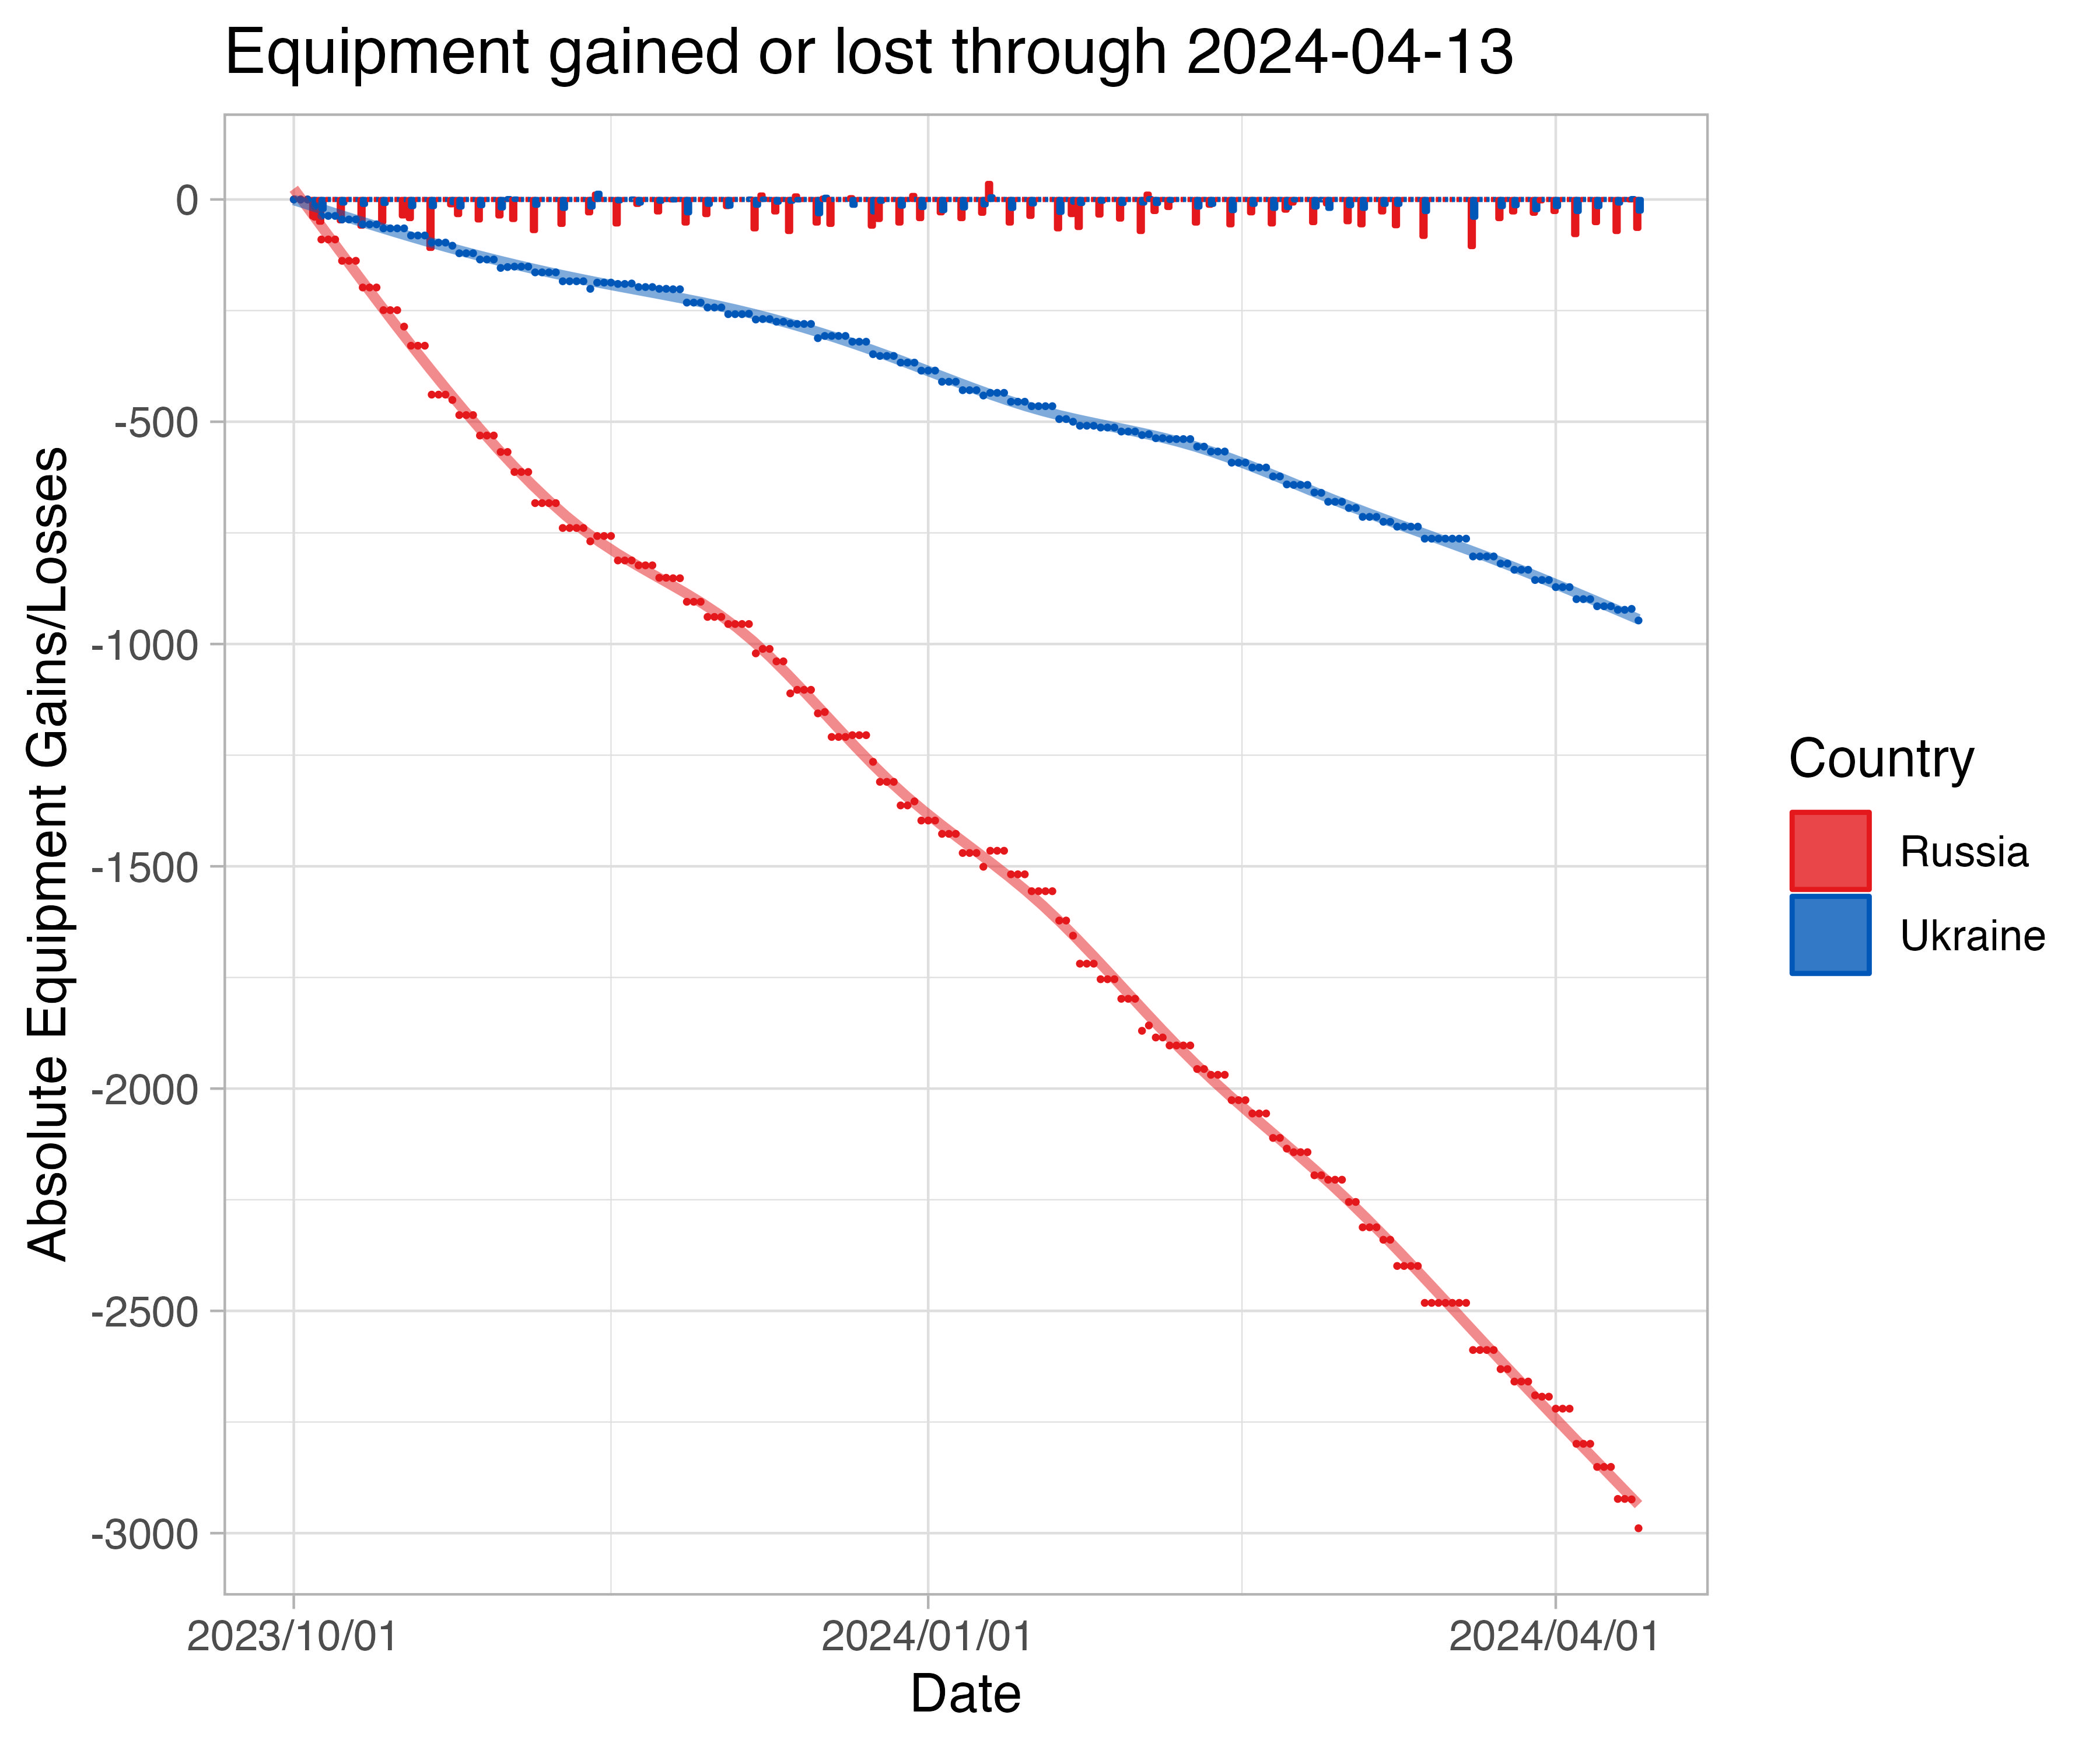 Equipment gained or lost through 2024-04-13
Absolute Equipment Gains/Losses
0
-500
-1000
-1500
-2000
-2500
-3000
2023/10/01
2024/01/01
2024/04/01
Date
Country
Russia
Ukraine